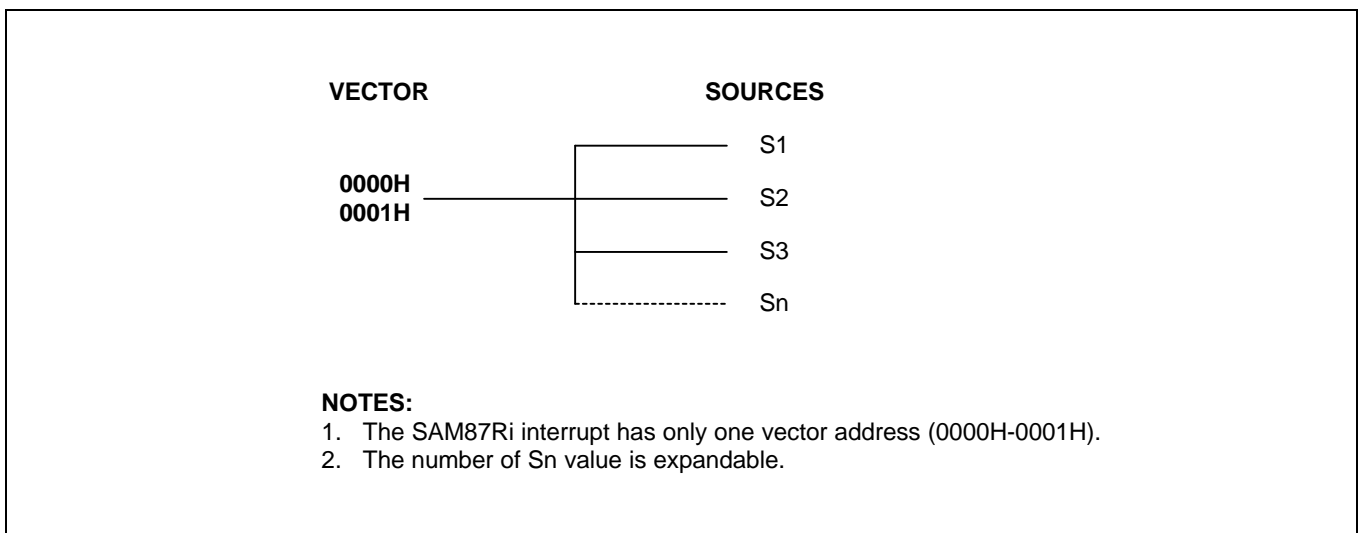 VECTOR SOURCES
S1
0000H
0001H
S2
S3
Sn
NOTES:
1. The SAM87Ri interrupt has only one vector address (0000H-0001H).
2. The number of Sn value is expandable.